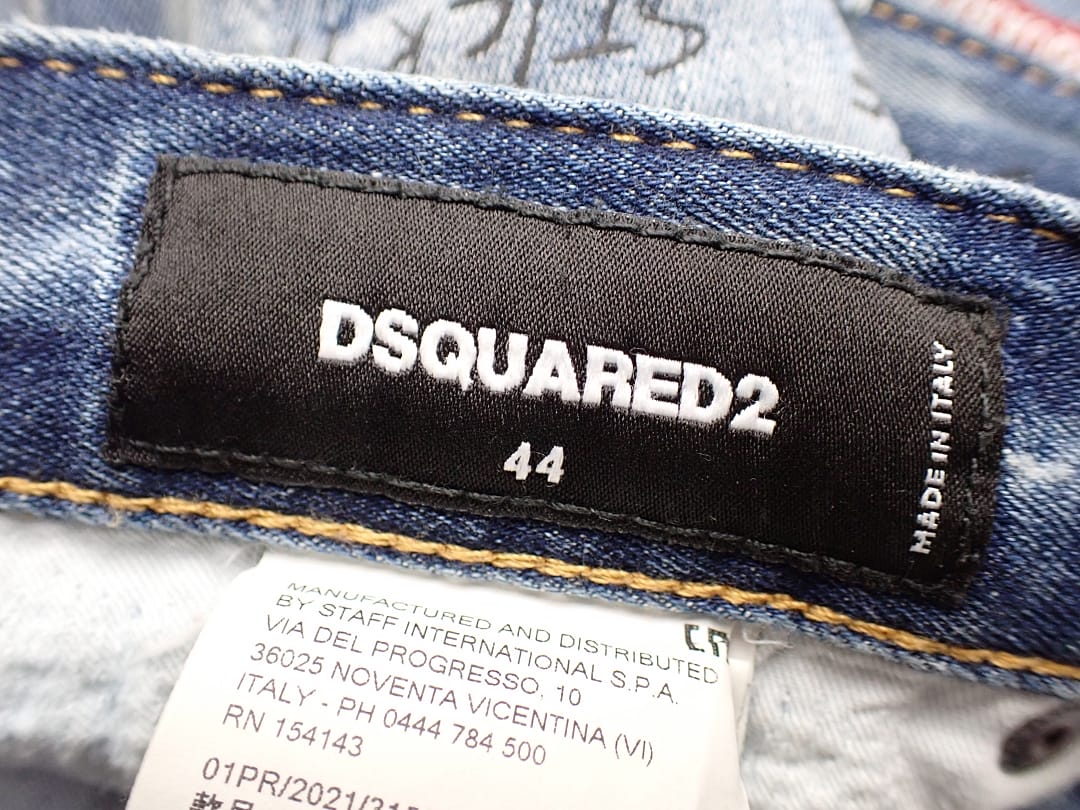 DSQUARED2
44
MADE IN ITALY
MANUFACTURED AND DISTRIBUTED
BY STAFF INTERNATIONAL S.P.A.
VIA DEL PROGRESSO, 10
36025 NOVENTA VICENTINA (VI)
ITALY - PH 0444 784 500
RN 154143